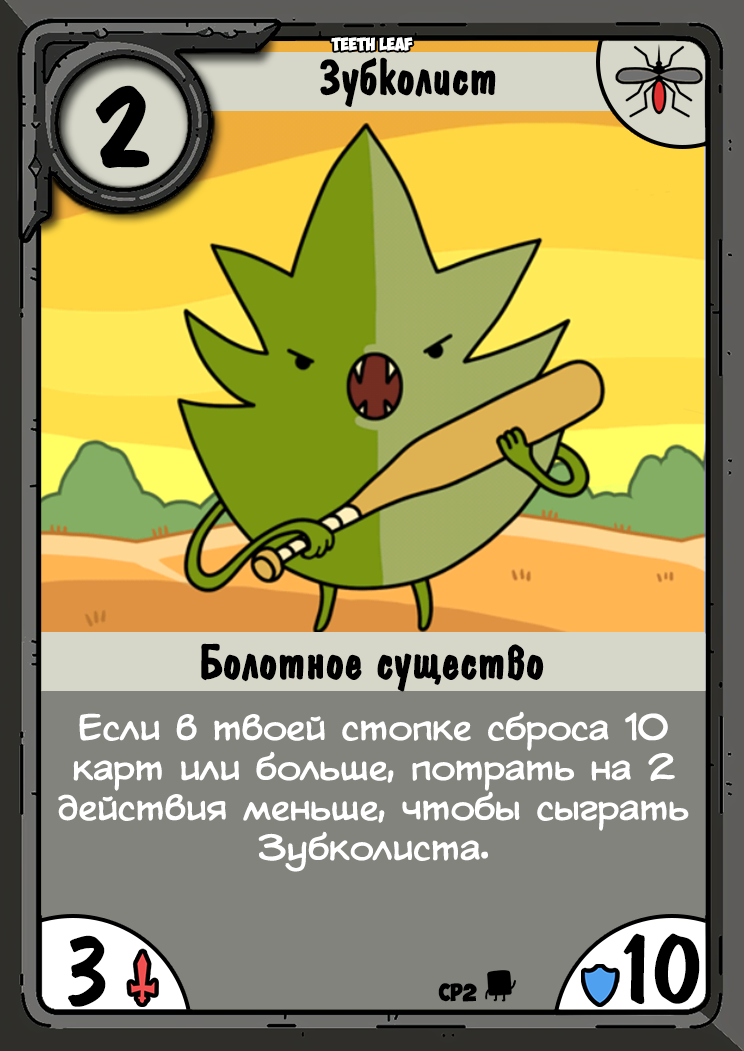 TEETH LEAF
2
Зубколист
Болотное существо
Если в твоей стопке сброса 10
карт или больше, потрать на 2
действия меньше, чтобы сыграть
Зубколиста.
3
CP2
10